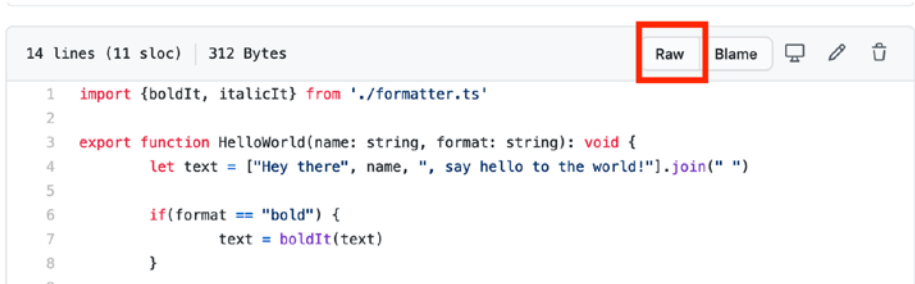 14 lines (11 sloc) 312 Bytes Raw Blame
1 import {boldIt, italicIt} from './formatter.ts'
2
3 export function HelloWorld(name: string, format: string): void {
4 let text = ["Hey there", name, ", say hello to the world!"].join(" ")
5
6 if(format == "bold") {
7 text = boldIt(text)
8 }